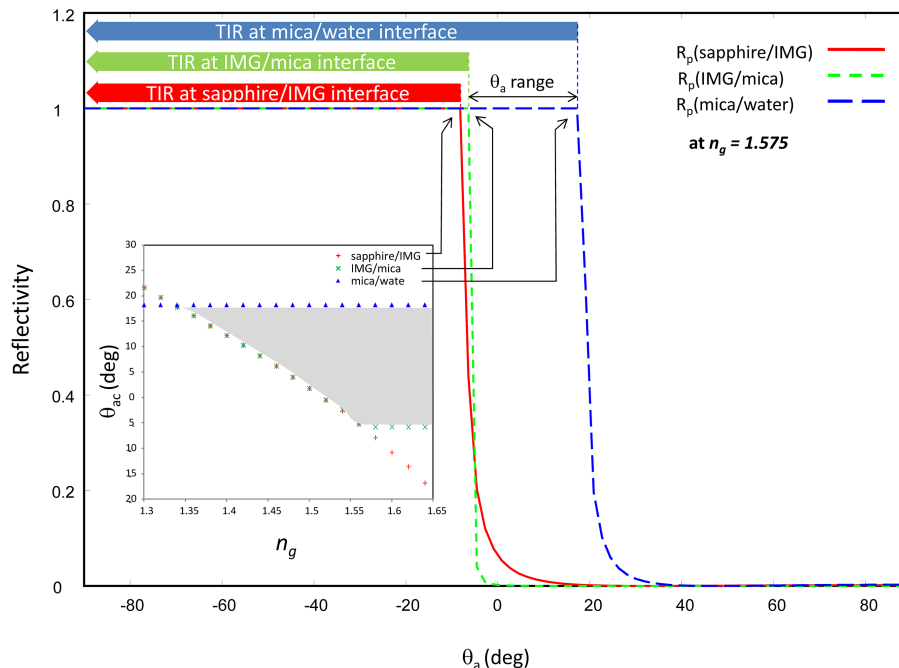 TIR at mica/water interface
TIR at IMG/mica interface
TIR at sapphire/IMG interface
θa range
Rp(sapphire/IMG)
Rp(IMG/mica)
Rp(mica/water)
at ng = 1.575
1.2
1
0.8
0.6
0.4
0.2
0
Reflectivity
-80
-60
-40
-20
0
20
40
60
80
θa (deg)
sapphire/IMG
IMG/mica
mica/wate
30
25
20
15
10
5
0
5
10
15
20
θac (deg)
1.3
1.35
1.4
1.45
1.5
1.55
1.6
1.65
ng